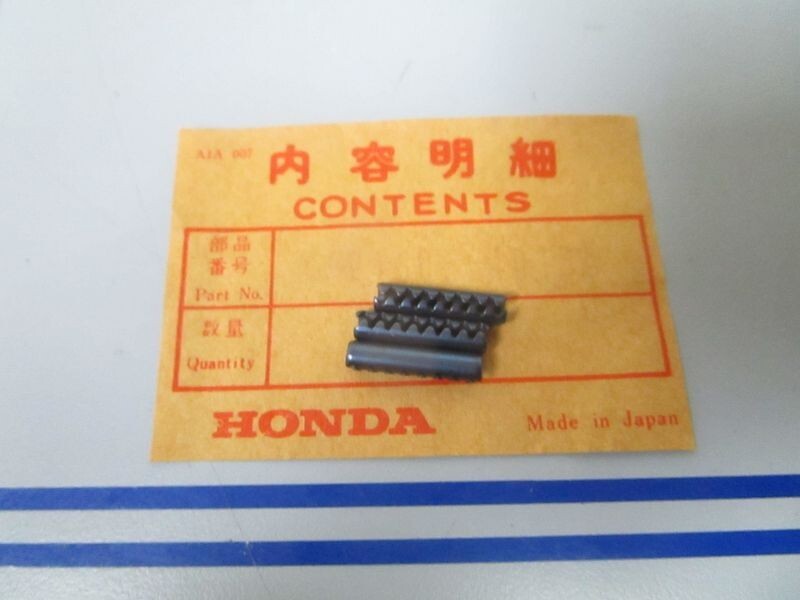 AIA 007
内容明細
CONTENTS
部品
番号
Part No.
数量
Quantity
HONDA
Made in Japan